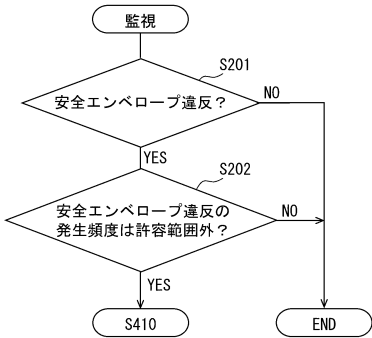 監視
S201
安全エンベロープ違反？
NO
YES
S202
安全エンベロープ違反の
発生頻度は許容範囲外？
NO
YES
S410
END